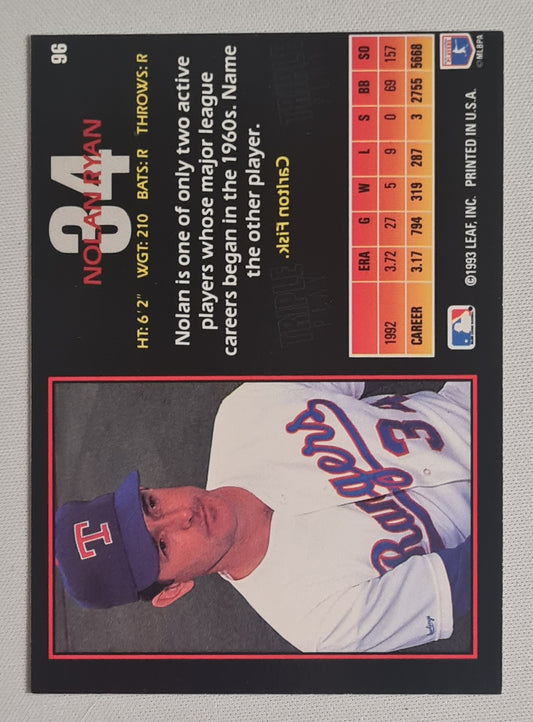 96
34
NOLAN RYAN
HT: 6'2" WGT: 210 BATS: R THROWS: R
Nolan is one of only two active
players whose major league
careers began in the 1960s. Name
the other player.
Carlton Fisk.
TRIPLE PLAY
TRIPLE PLAY
ERA G W L S BB SO
1992 3.72 27 5 9 0 69 157
CAREER 3.17 794 319 287 3 2755 5668
©1993 LEAF, INC. PRINTED IN U.S.A.
©MLBPA
T
Rangers
34